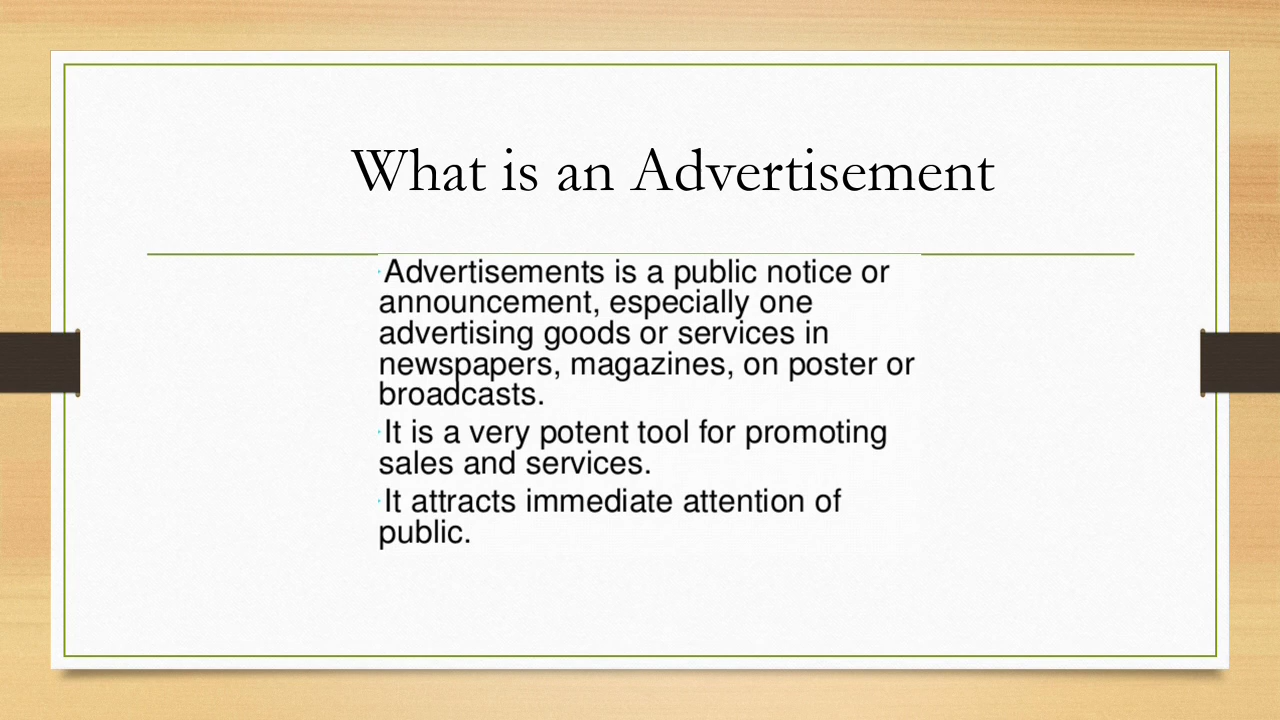 What is an Advertisement
·Advertisements is a public notice or
announcement, especially one
advertising goods or services in
newspapers, magazines, on poster or
broadcasts.
·It is a very potent tool for promoting
sales and services.
·It attracts immediate attention of
public.